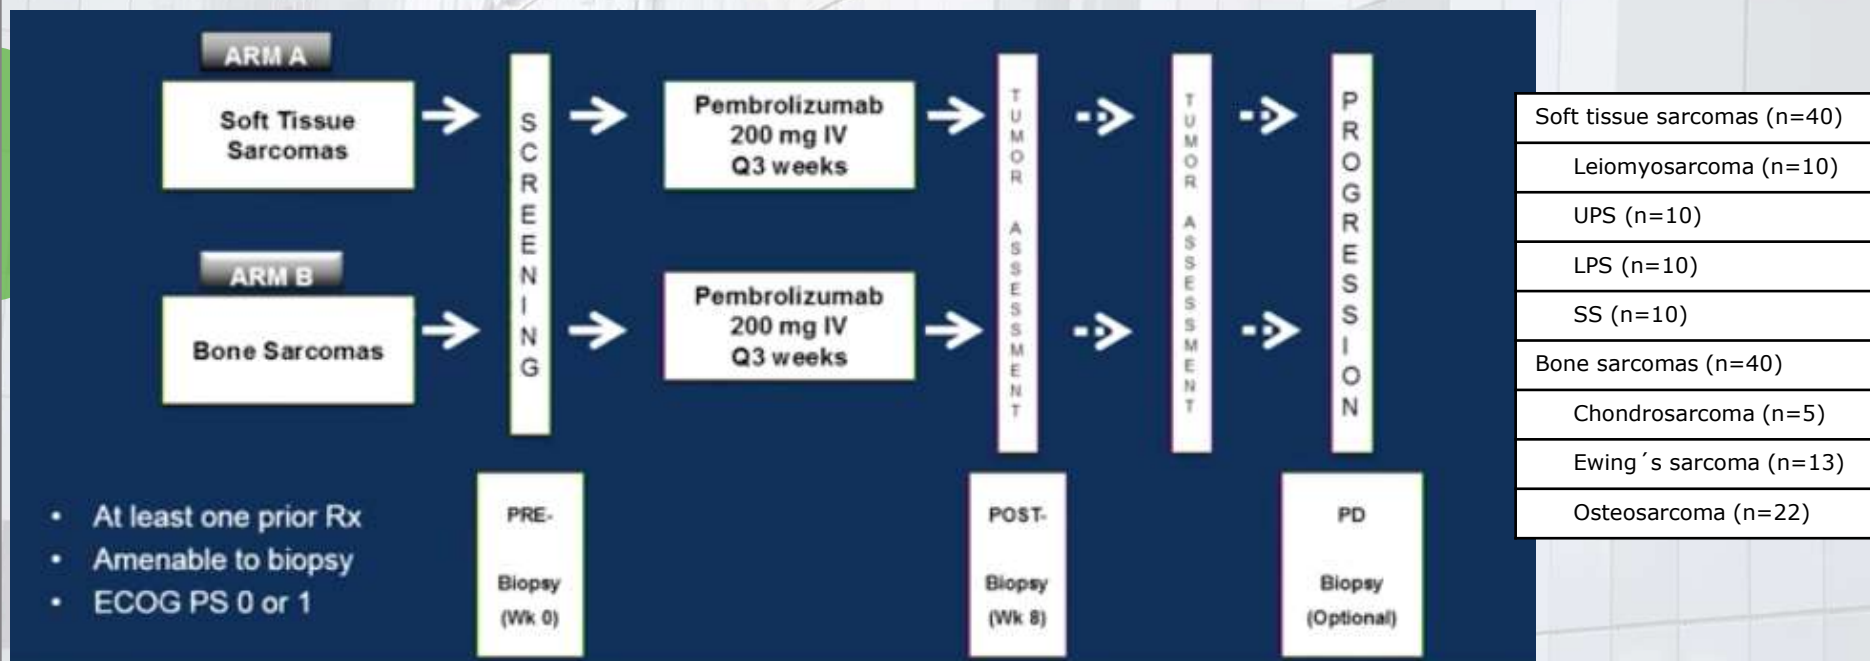 ARM A
Soft Tissue
Sarcomas
SCREENING
Pembrolizumab
200 mg IV
Q3 weeks
TUMOR ASSESSMENT
TUMOR ASSESSMENT
PROGRESSION
ARM B
Bone Sarcomas
Pembrolizumab
200 mg IV
Q3 weeks
• At least one prior Rx
• Amenable to biopsy
• ECOG PS 0 or 1
PRE-
Biopsy
(Wk 0)
POST-
Biopsy
(Wk 8)
PD
Biopsy
(Optional)
Soft tissue sarcomas (n=40)
Leiomyosarcoma (n=10)
UPS (n=10)
LPS (n=10)
SS (n=10)
Bone sarcomas (n=40)
Chondrosarcoma (n=5)
Ewing´s sarcoma (n=13)
Osteosarcoma (n=22)